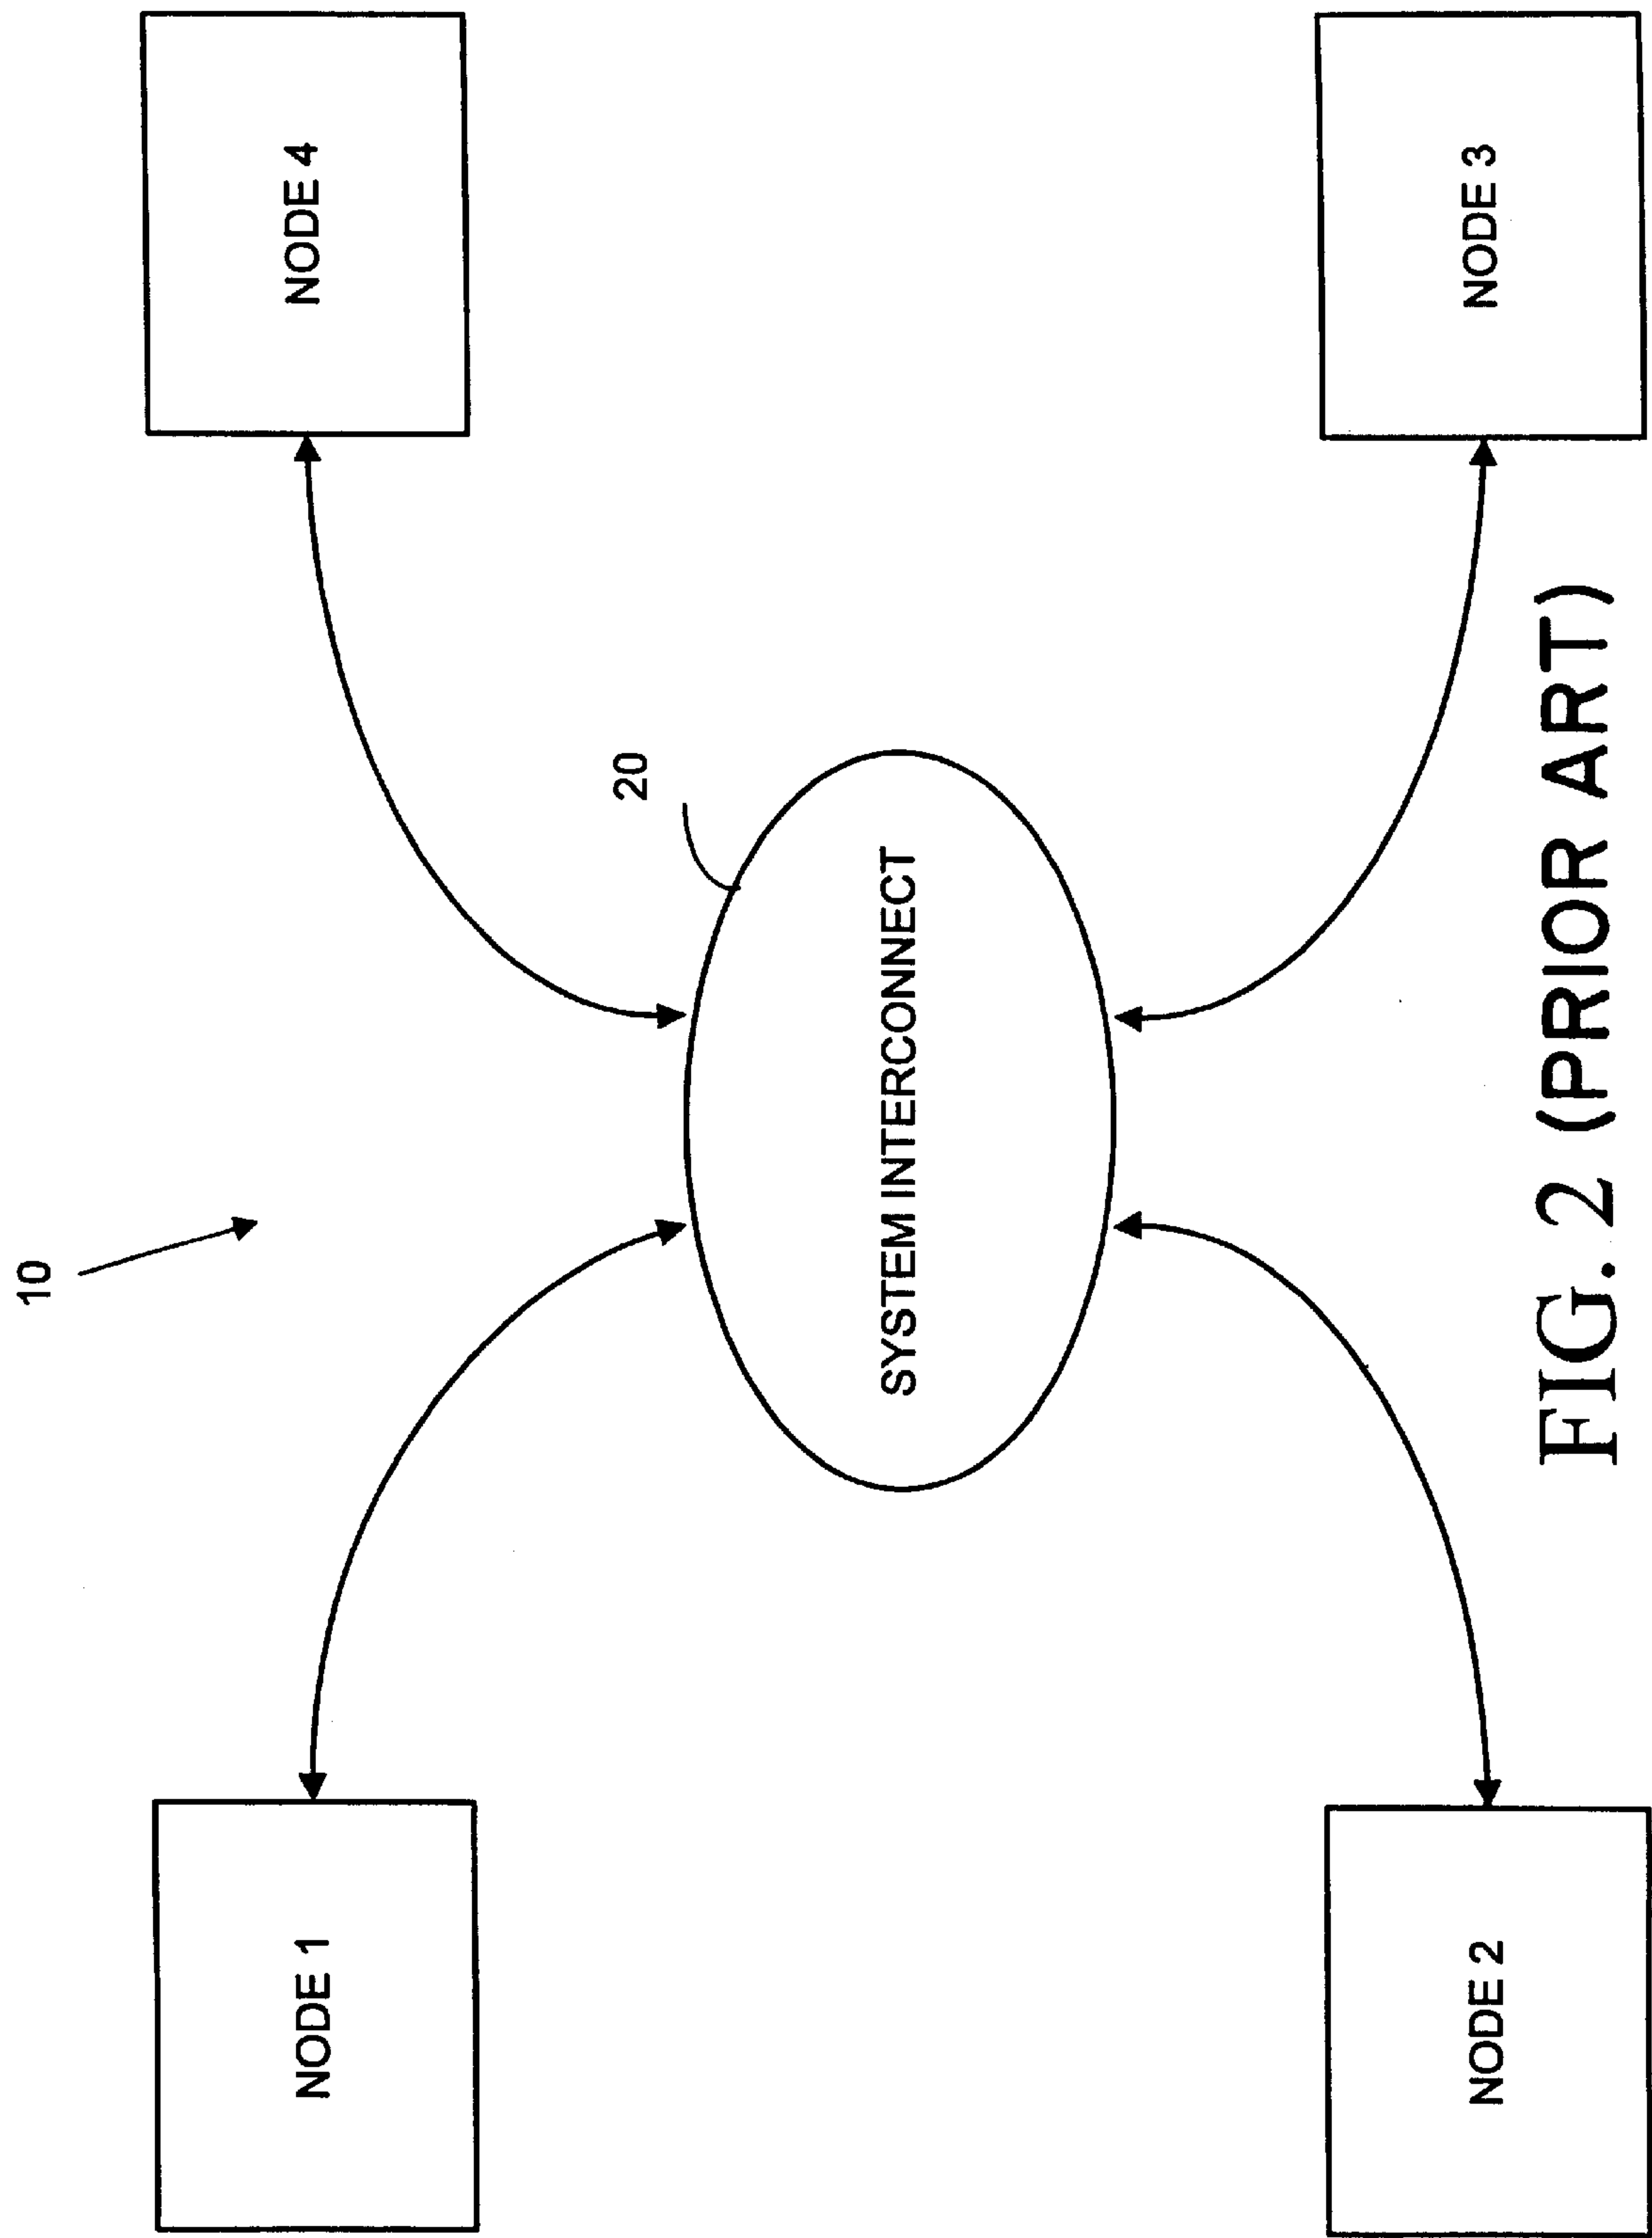 10
NODE 1
NODE 4
20
SYSTEM INTERCONNECT
NODE 2
NODE 3
FIG. 2 (PRIOR ART)